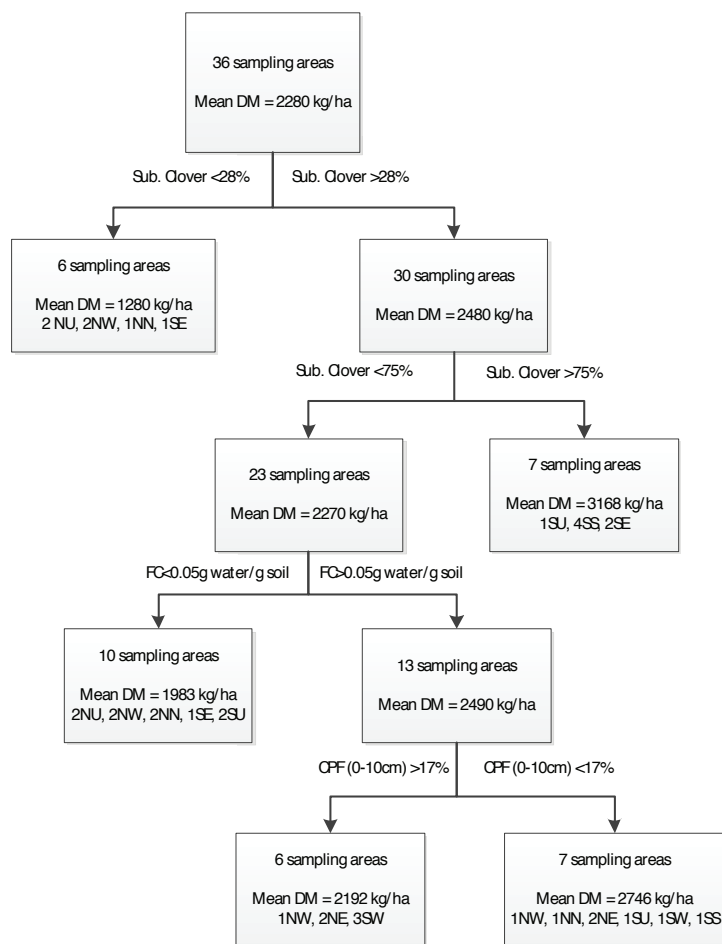 36 sampling areas
Mean DM = 2280 kg/ha
Sub. Clover <28%
Sub. Clover >28%
6 sampling areas
Mean DM = 1280 kg/ha
2 NU, 2NW, 1NN, 1SE
30 sampling areas
Mean DM = 2480 kg/ha
Sub. Clover <75%
Sub. Clover >75%
23 sampling areas
Mean DM = 2270 kg/ha
7 sampling areas
Mean DM = 3168 kg/ha
1SU, 4SS, 2SE
FC<0.05g water/g soil
FC>0.05g water/g soil
10 sampling areas
Mean DM = 1983 kg/ha
2NU, 2NW, 2NN, 1SE, 2SU
13 sampling areas
Mean DM = 2490 kg/ha
CPF (0-10cm) >17%
CPF (0-10cm) <17%
6 sampling areas
Mean DM = 2192 kg/ha
1NW, 2NE, 3SW
7 sampling areas
Mean DM = 2746 kg/ha
1NW, 1NN, 2NE, 1SU, 1SW, 1SS